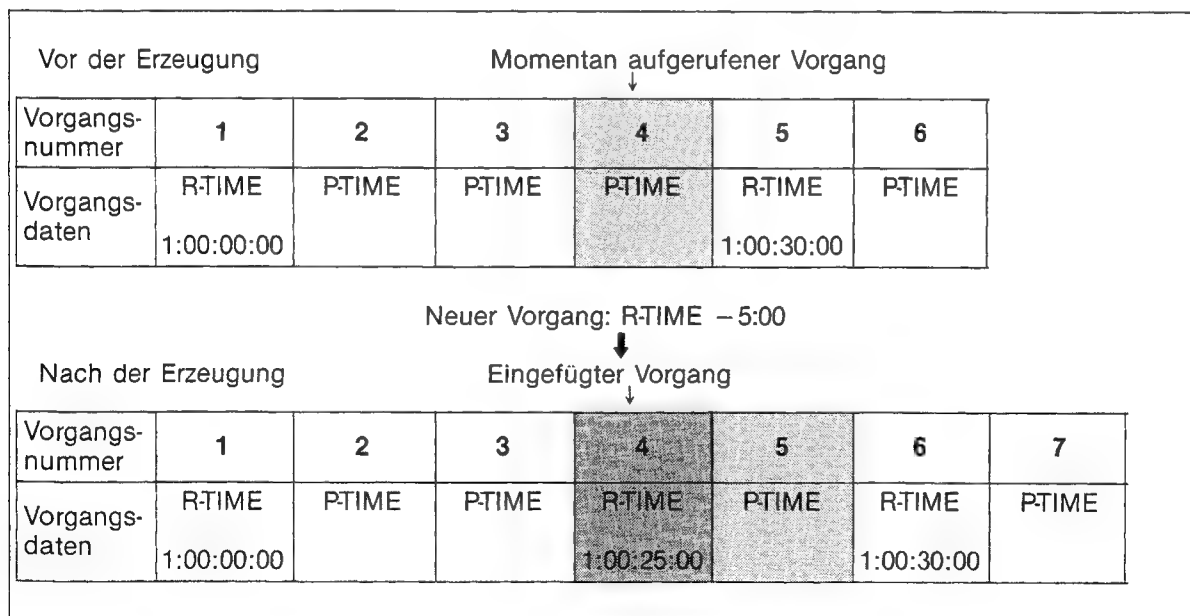 Vor der Erzeugung Momentan aufgerufener Vorgang
↓
Vorgangs-
nummer 1 2 3 4 5 6
R-TIME P-TIME P-TIME P-TIME R-TIME P-TIME
Vorgangs-
daten
1:00:00:00 1:00:30:00
Neuer Vorgang: R-TIME – 5:00
Nach der Erzeugung Eingefügter Vorgang
↓
Vorgangs-
nummer 1 2 3 4 5 6 7
R-TIME P-TIME P-TIME R-TIME P-TIME R-TIME P-TIME
Vorgangs-
daten
1:00:00:00 1:00:25:00 1:00:30:00